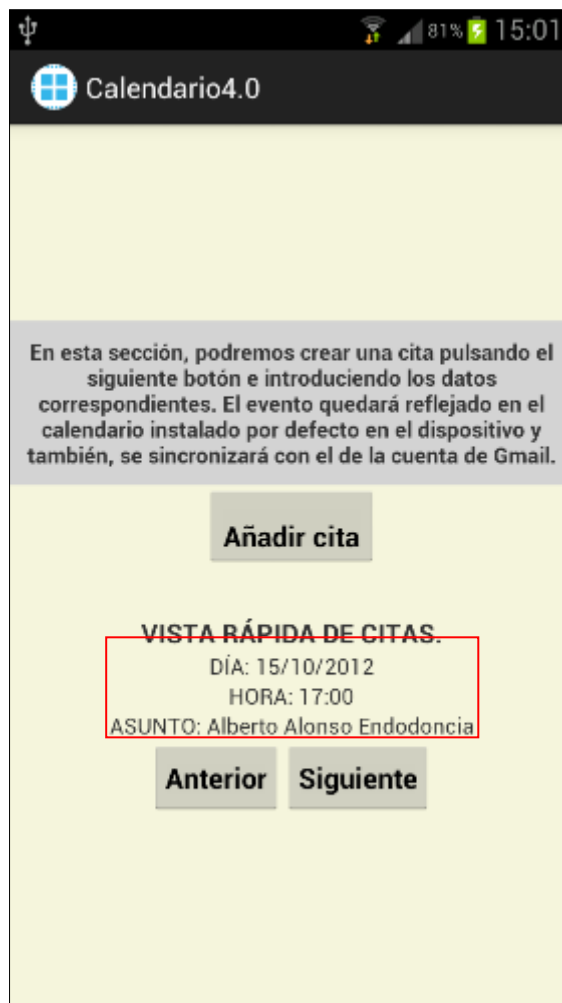 81% 15:01
Calendario4.0
En esta sección, podremos crear una cita pulsando el
siguiente botón e introduciendo los datos
correspondientes. El evento quedará reflejado en el
calendario instalado por defecto en el dispositivo y
también, se sincronizará con el de la cuenta de Gmail.
Añadir cita
VISTA RÁPIDA DE CITAS.
DÍA: 15/10/2012
HORA: 17:00
ASUNTO: Alberto Alonso Endodoncia
Anterior Siguiente